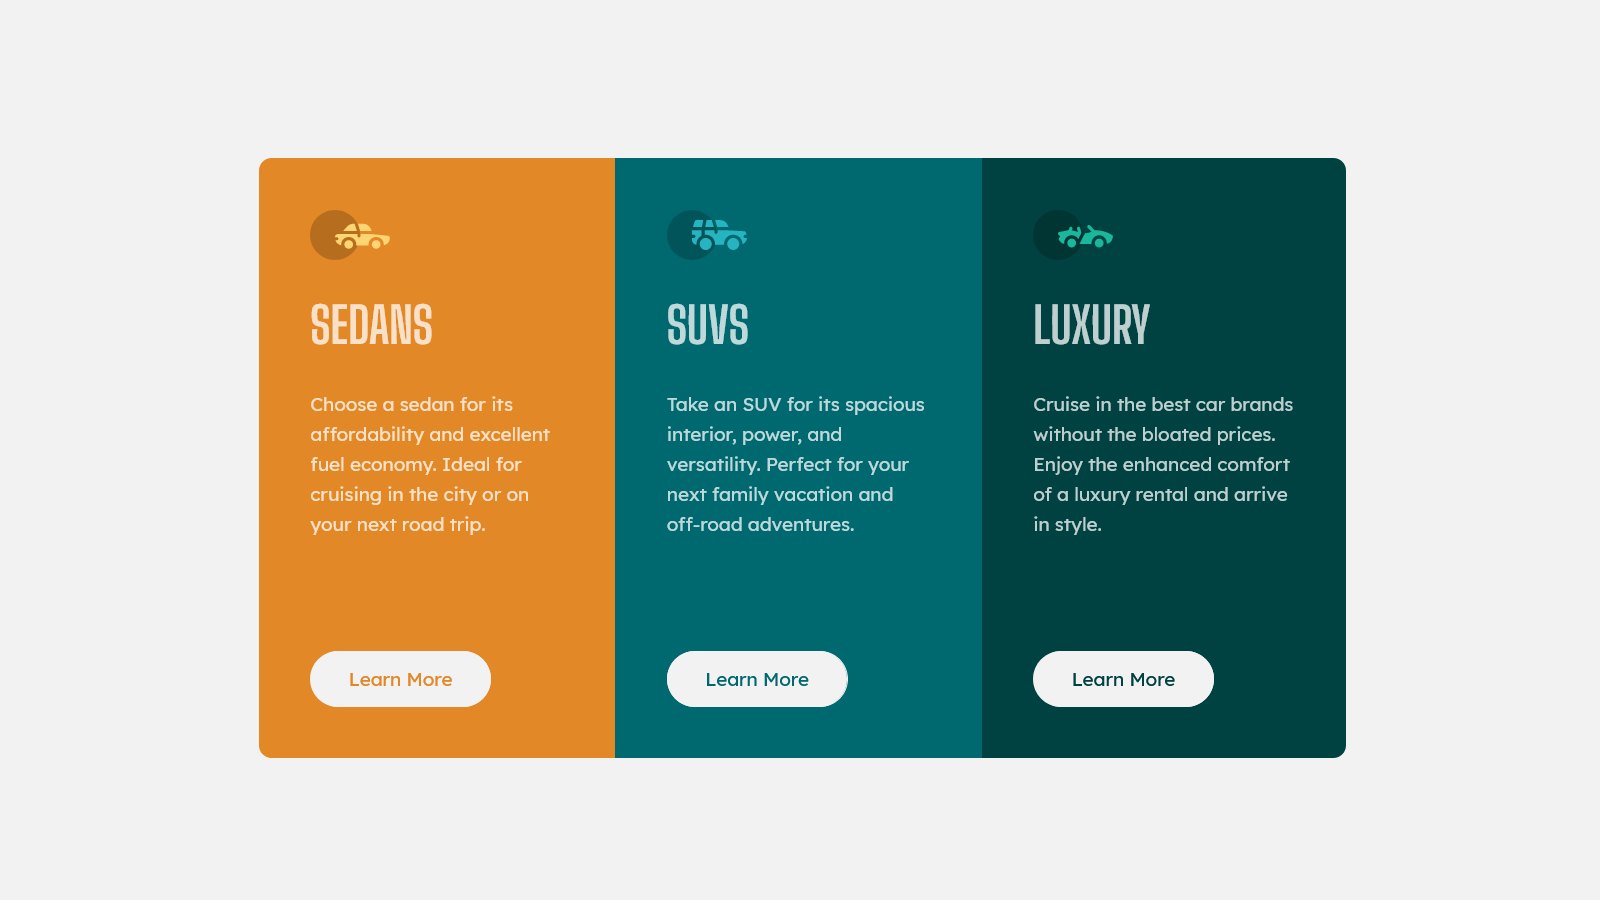 SEDANS
Choose a sedan for its
affordability and excellent
fuel economy. Ideal for
cruising in the city or on
your next road trip.
Learn More
SUVS
Take an SUV for its spacious
interior, power, and
versatility. Perfect for your
next family vacation and
off-road adventures.
Learn More
LUXURY
Cruise in the best car brands
without the bloated prices.
Enjoy the enhanced comfort
of a luxury rental and arrive
in style.
Learn More